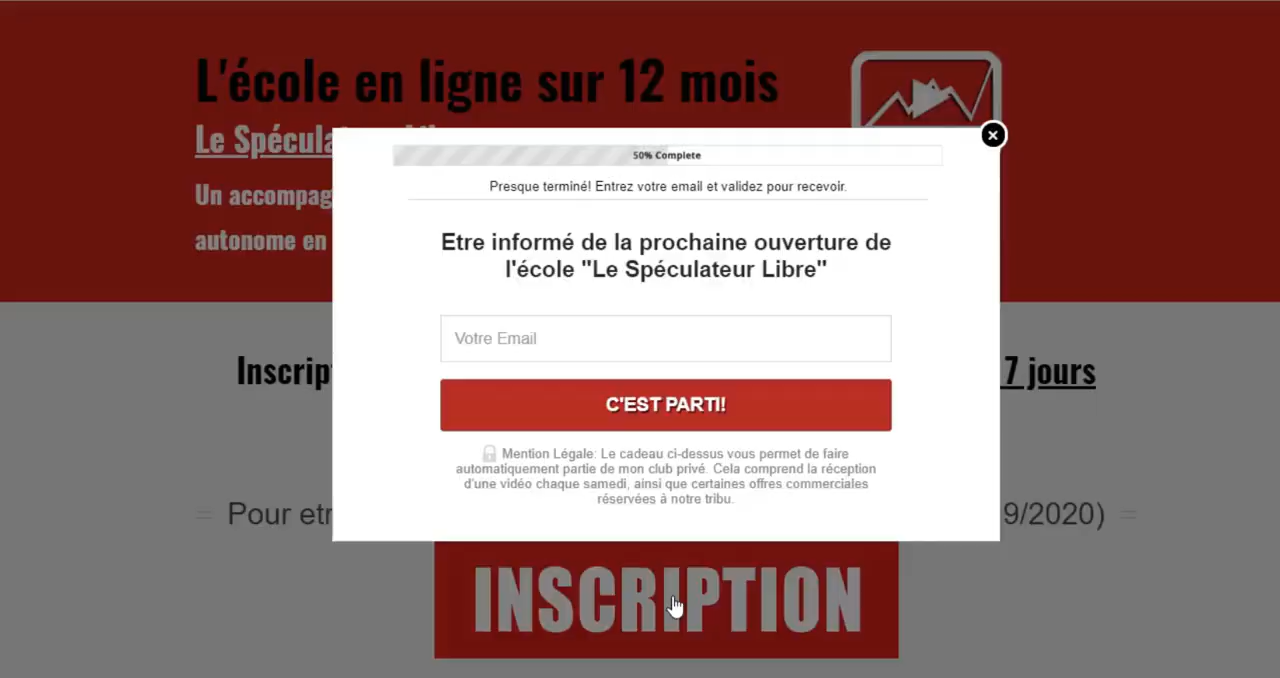 L'école en ligne sur 12 mois
Le Spécula
Un accompag
autonome en
50% Complete
Presque terminé! Entrez votre email et validez pour recevoir.
Etre informé de la prochaine ouverture de
l'école "Le Spéculateur Libre"
Votre Email
C'EST PARTI!
Mention Légale: Le cadeau ci-dessus vous permet de faire
automatiquement partie de mon club privé. Cela comprend la réception
d'une vidéo chaque samedi, ainsi que certaines offres commerciales
réservées à notre tribu.
Inscrip 7 jours
= Pour etr 9/2020) =
INSCRIPTION